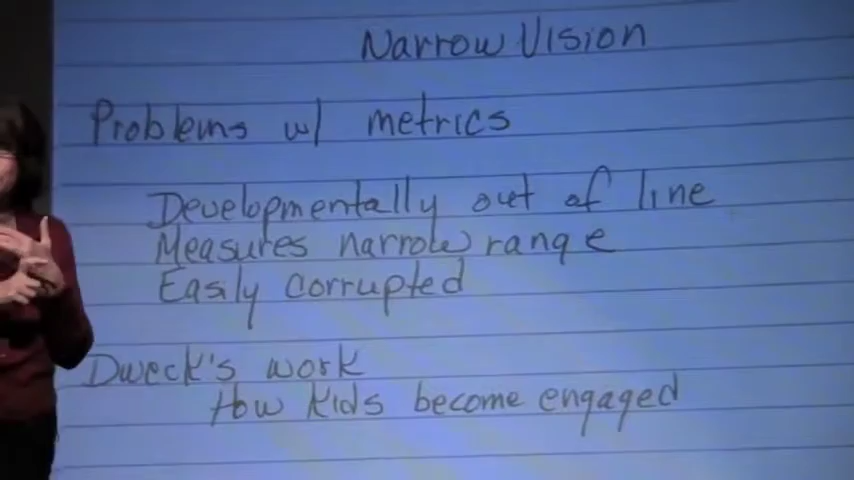 Narrow Vision
Problems w/ metrics
Developmentally out of line
Measures narrow range
Easily corrupted
Dweck's work
How kids become engaged